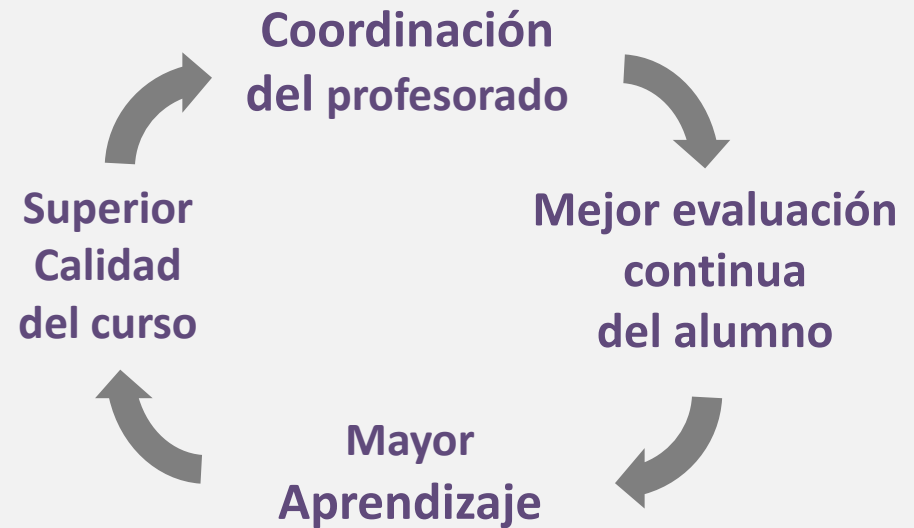 Coordinación
del profesorado
Mejor evaluación
continua
del alumno
Mayor
Aprendizaje
Superior
Calidad
del curso